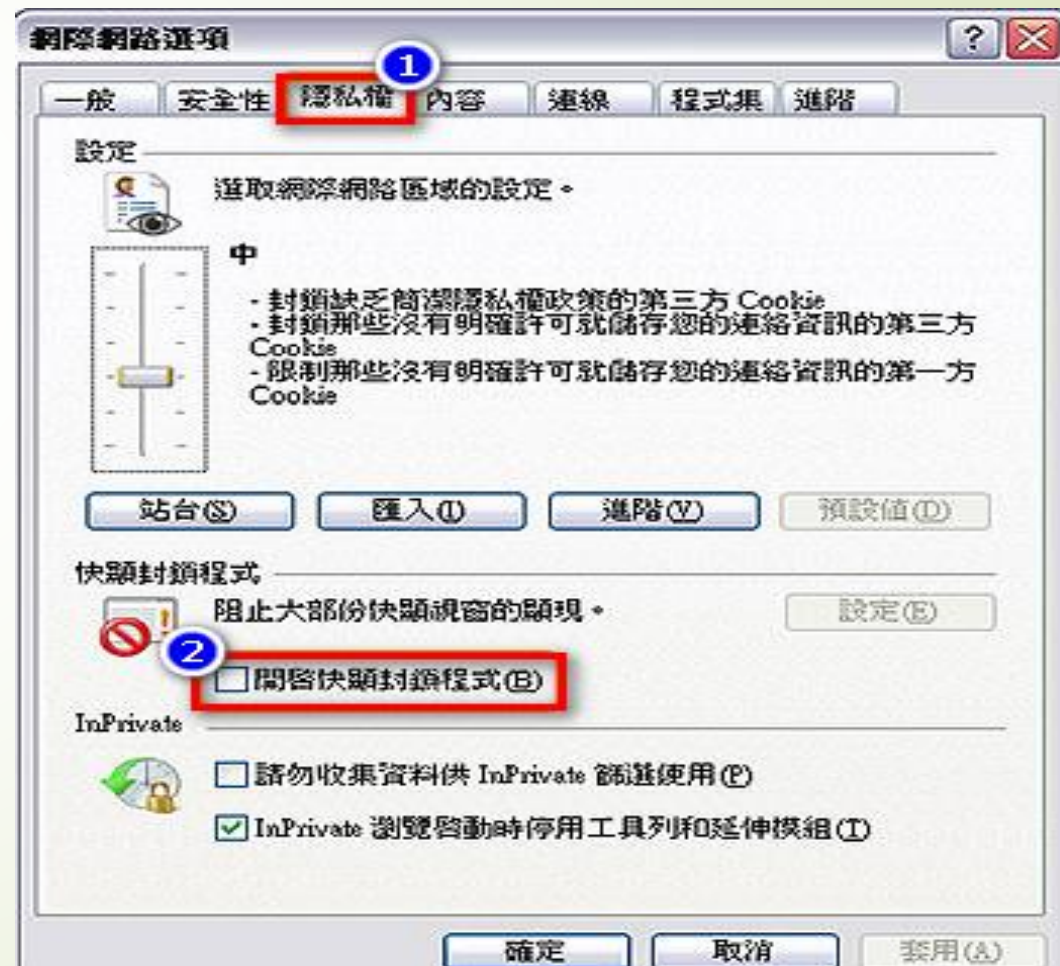 網際網路選項
1
一般 安全性 隱私權 內容 連線 程式集 進階
設定
選取網際網路區域的設定。
中
- 封鎖缺乏簡潔隱私權政策的第三方 Cookie
- 封鎖那些沒有明確許可就儲存您的連絡資訊的第三方
Cookie
- 限制那些沒有明確許可就儲存您的連絡資訊的第一方
Cookie
站台(S) 匯入(I) 進階(V) 預設值(D)
快顯封鎖程式
阻止大部份快顯視窗的顯現。 設定(E)
2
開啟快顯封鎖程式(B)
InPrivate
請勿收集資料供 InPrivate 篩選使用(P)
InPrivate 瀏覽啟動時停用工具列和延伸模組(T)
確定 取消 套用(A)